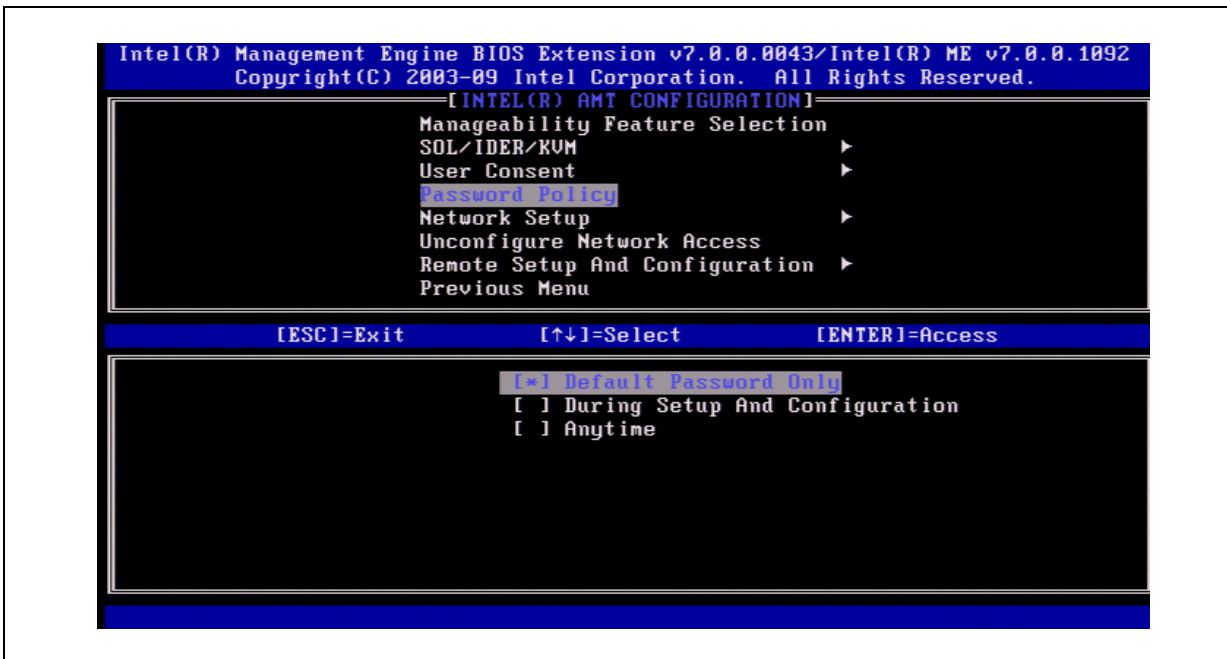 Intel(R) Management Engine BIOS Extension v7.0.0.0043/Intel(R) ME v7.0.0.1092
Copyright(C) 2003-09 Intel Corporation. All Rights Reserved.
[INTEL(R) AMT CONFIGURATION]
Manageability Feature Selection
SOL/IDER/KVM ►
User Consent ►
Password Policy
Network Setup ►
Unconfigure Network Access
Remote Setup And Configuration ►
Previous Menu
[ESC]=Exit [↑↓]=Select [ENTER]=Access
[*] Default Password Only
[ ] During Setup And Configuration
[ ] Anytime